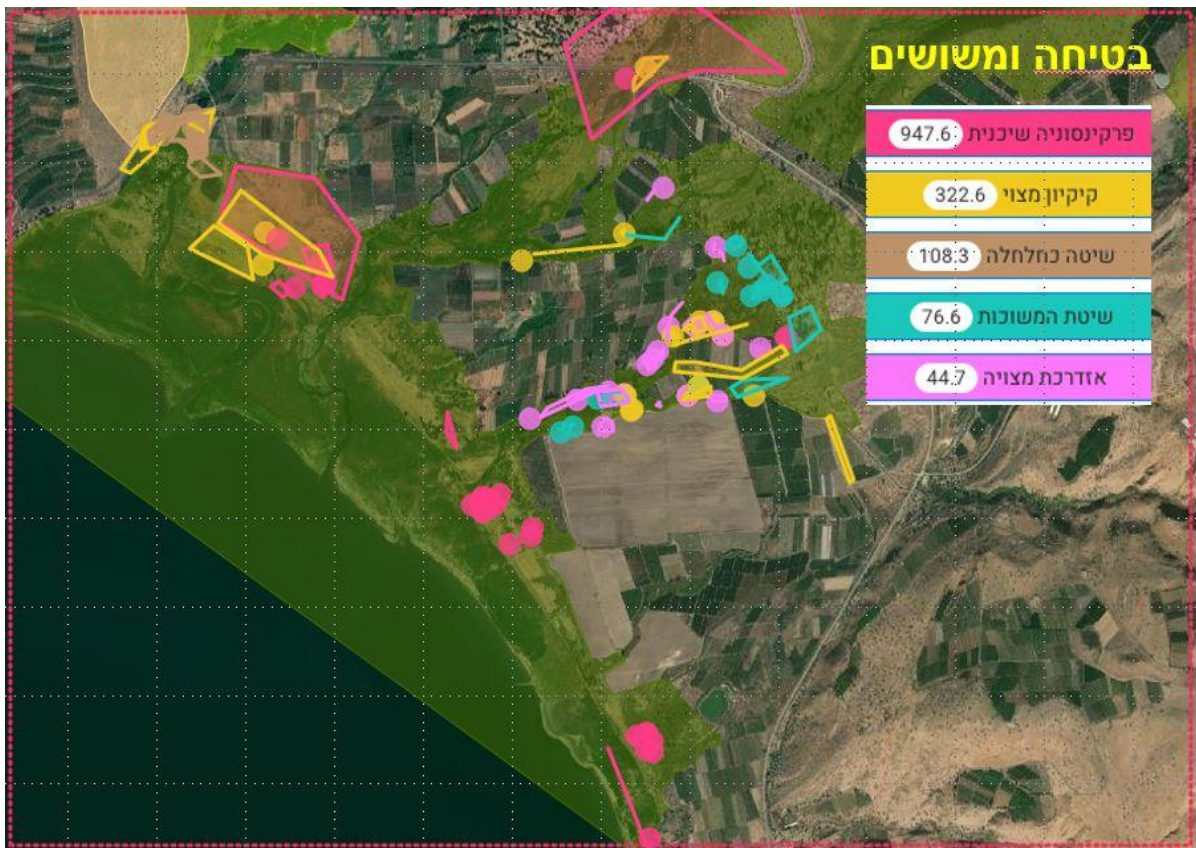 בטיחה ומשושים
פרקינסוניה שיכנית 947.6
קיקיון מצוי 322.6
שיטה כחלחלה 108.3
שיטת המשוכות 76.6
אזדרכת מצויה 44.7